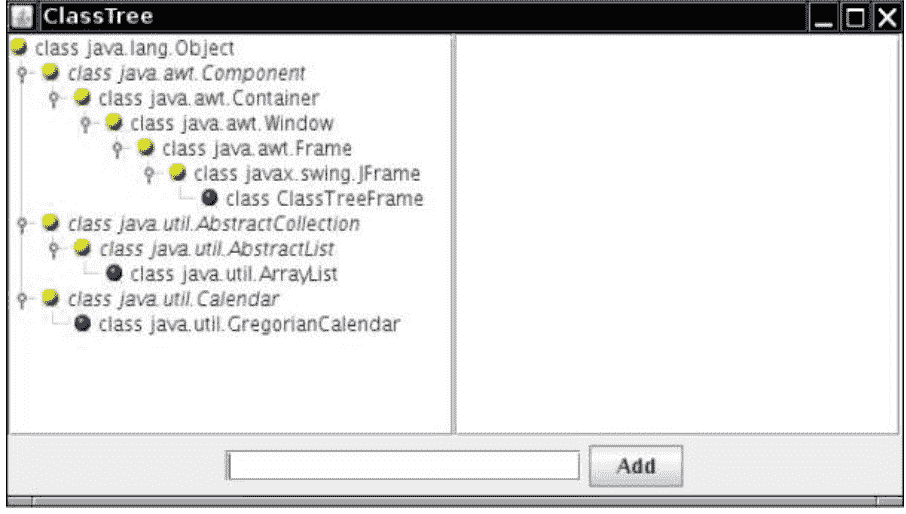 ClassTree
class java.lang.Object
class java.awt.Component
class java.awt.Container
class java.awt.Window
class java.awt.Frame
class javax.swing.JFrame
class ClassTreeFrame
class java.util.AbstractCollection
class java.util.AbstractList
class java.util.ArrayList
class java.util.Calendar
class java.util.GregorianCalendar
Add